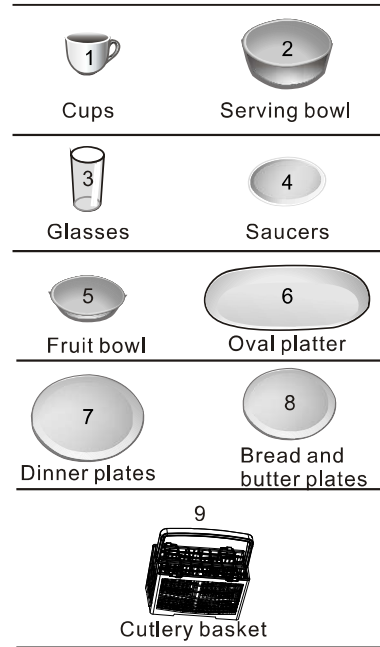 1
2
Cups
Serving bowl
3
4
Glasses
Saucers
5
6
Fruit bowl
Oval platter
7
8
Dinner plates
Bread and
butter plates
9
Cutlery basket